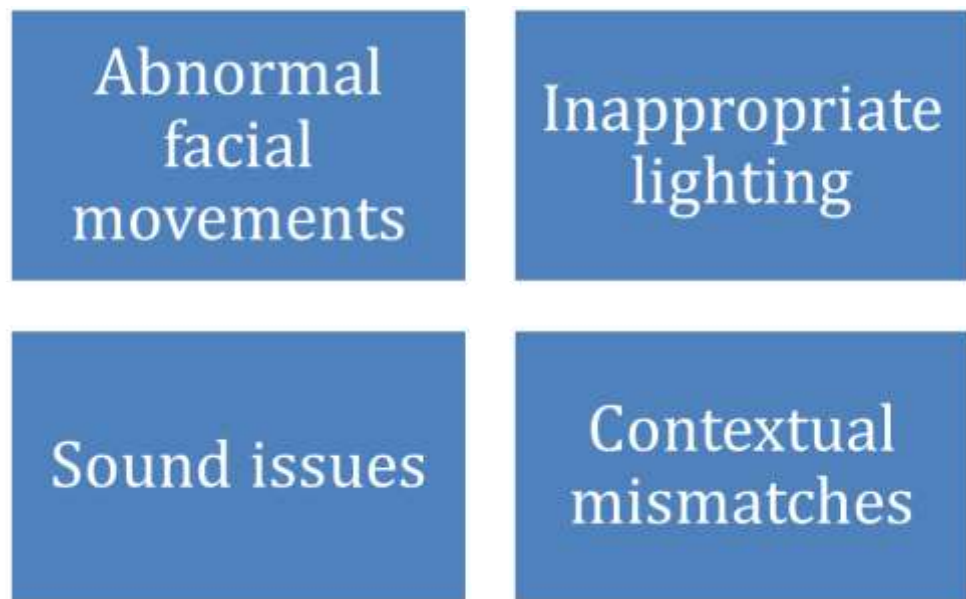 Abnormal
facial
movements
Inappropriate
lighting
Sound issues
Contextual
mismatches